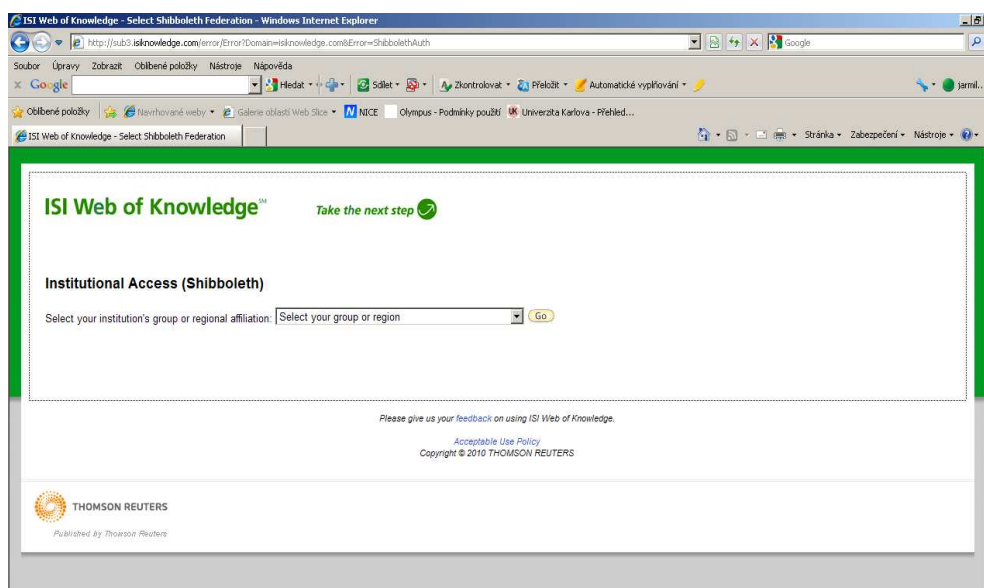 ISI Web of Knowledge - Select Shibboleth Federation - Windows Internet Explorer
http://sub3.isiknowledge.com/error/Error?Domain=isiknowledge.com&Error=ShibbolethAuth
Google
Soubor Úpravy Zobrazit Oblíbené položky Nástroje Nápověda
x Google Hledat Sdílet Zkontrolovat Přeložit Automatické vyplňování jarmil..
Oblíbené položky Navrhované weby Galerie oblastí Web Slice NICE Olympus - Podmínky použití Univerzita Karlova - Přehled...
ISI Web of Knowledge - Select Shibboleth Federation Stránka Zabezpečení Nástroje
ISI Web of Knowledge℠ Take the next step
Institutional Access (Shibboleth)
Select your institution's group or regional affiliation: Select your group or region Go
Please give us your feedback on using ISI Web of Knowledge.
Acceptable Use Policy
Copyright © 2010 THOMSON REUTERS
THOMSON REUTERS
Published by Thomson Reuters